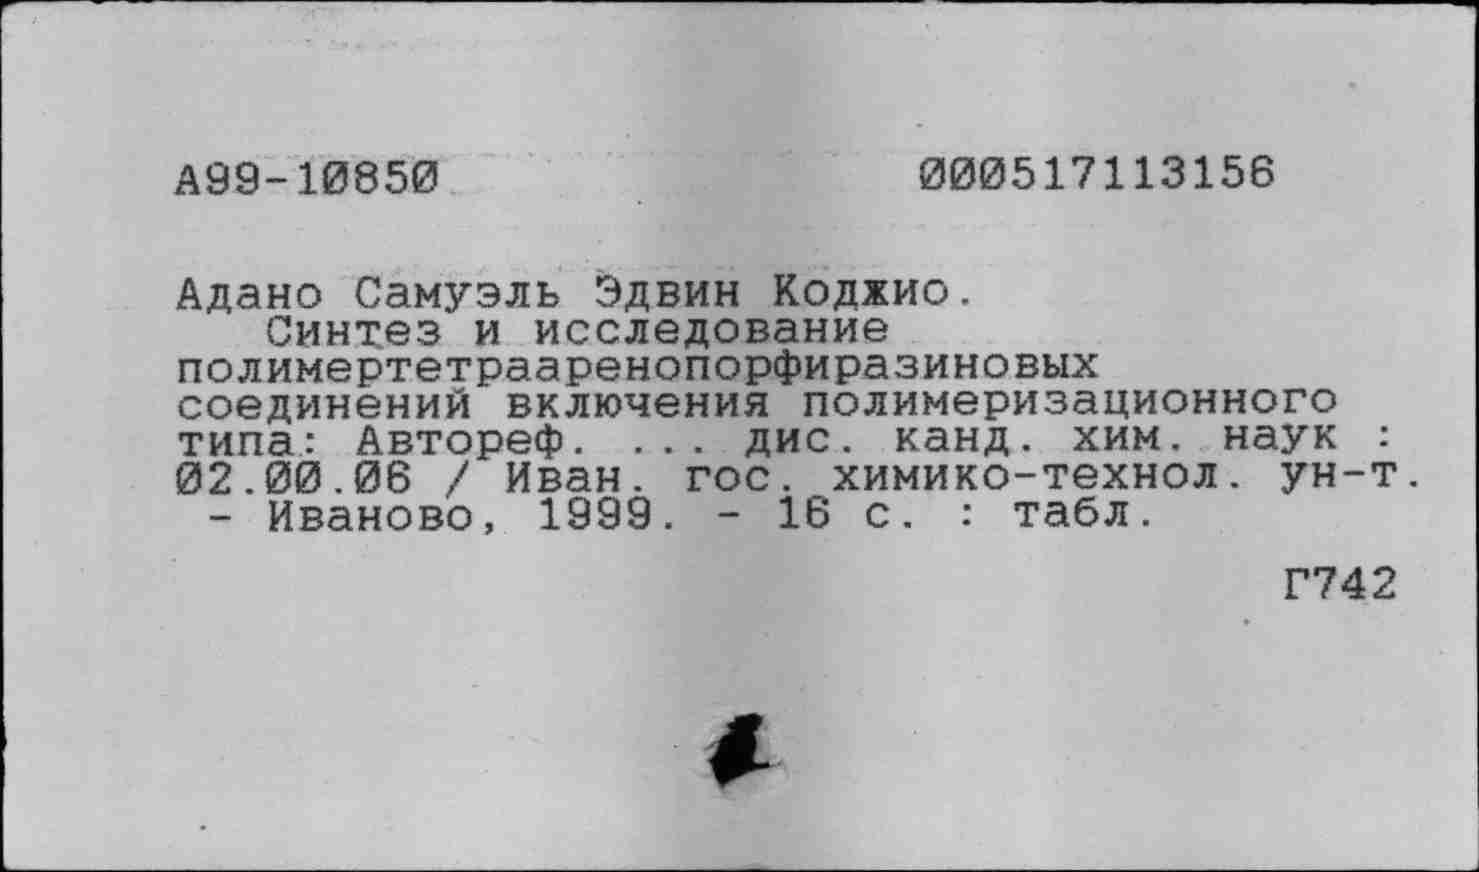 А99-10850 000517113156
Адано Самуэль Эдвин Коджио.
Синтез и исследование
полимертетрааренопорфиразиновых
соединений включения полимеризационного
типа: Автореф. ... дис. канд. хим. наук :
02.00.06 / Иван. гос. химико-технол. ун-т.
- Иваново, 1999. - 16 с. : табл.
Г742